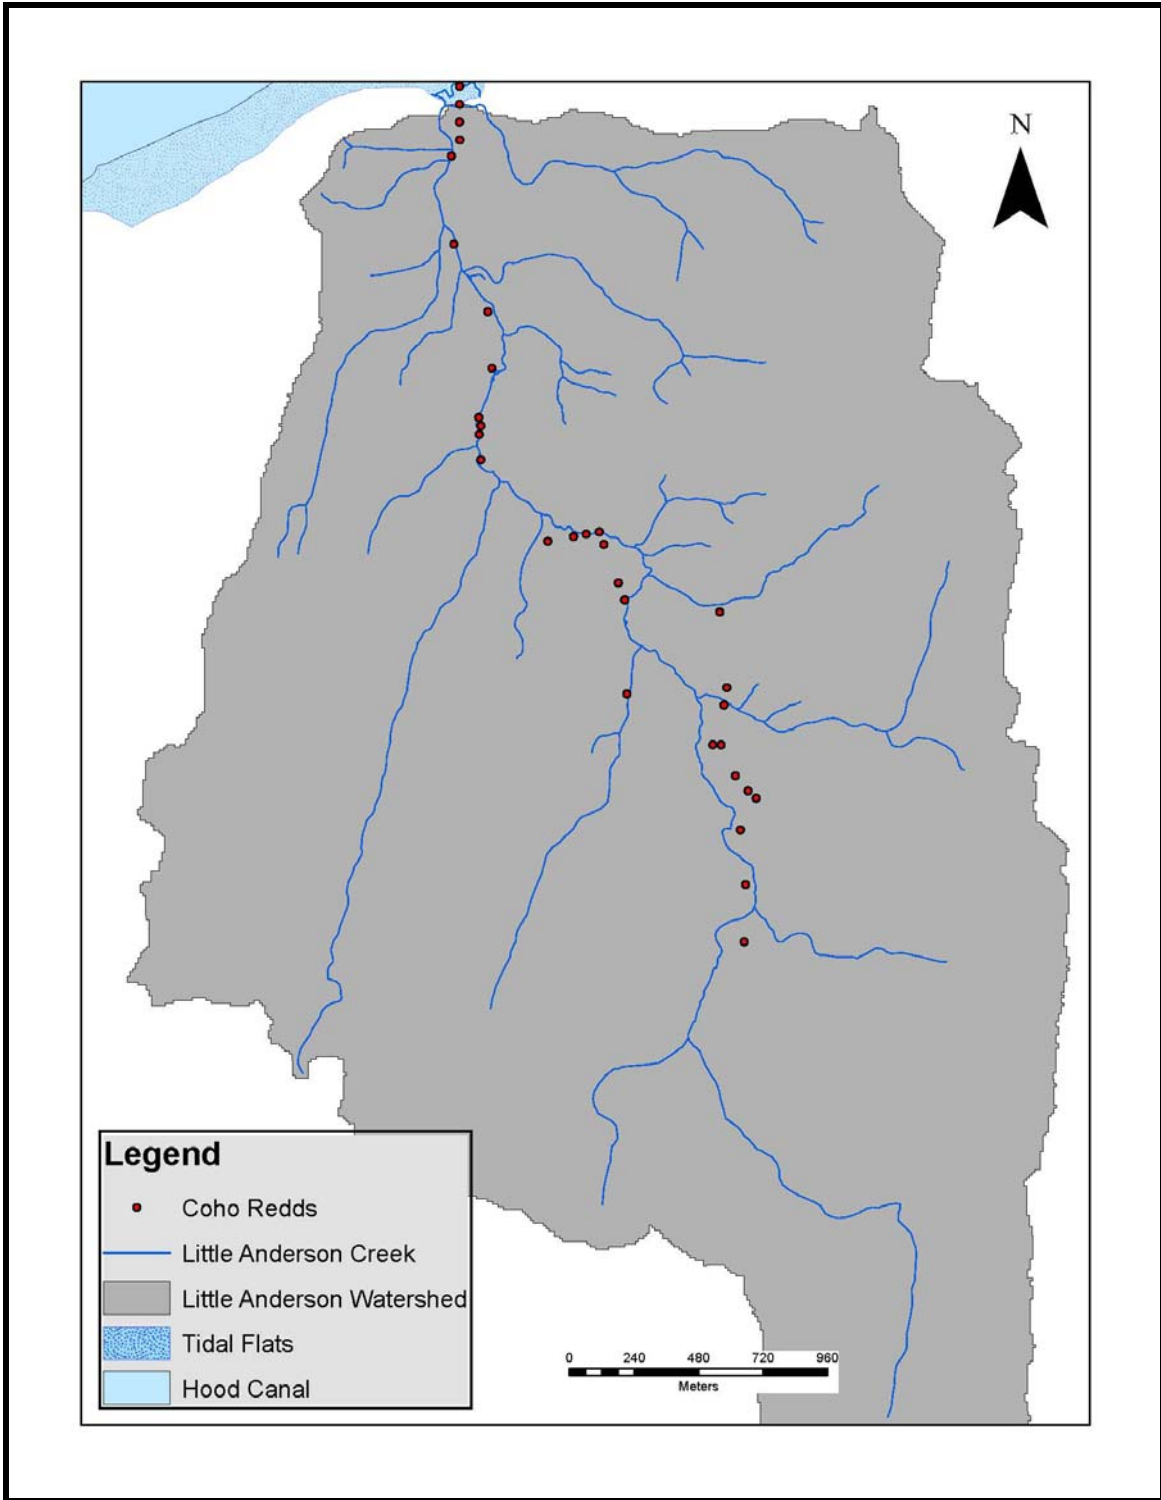 N
Legend
Coho Redds
Little Anderson Creek
Little Anderson Watershed
Tidal Flats
Hood Canal
0 240 480 720 960
Meters